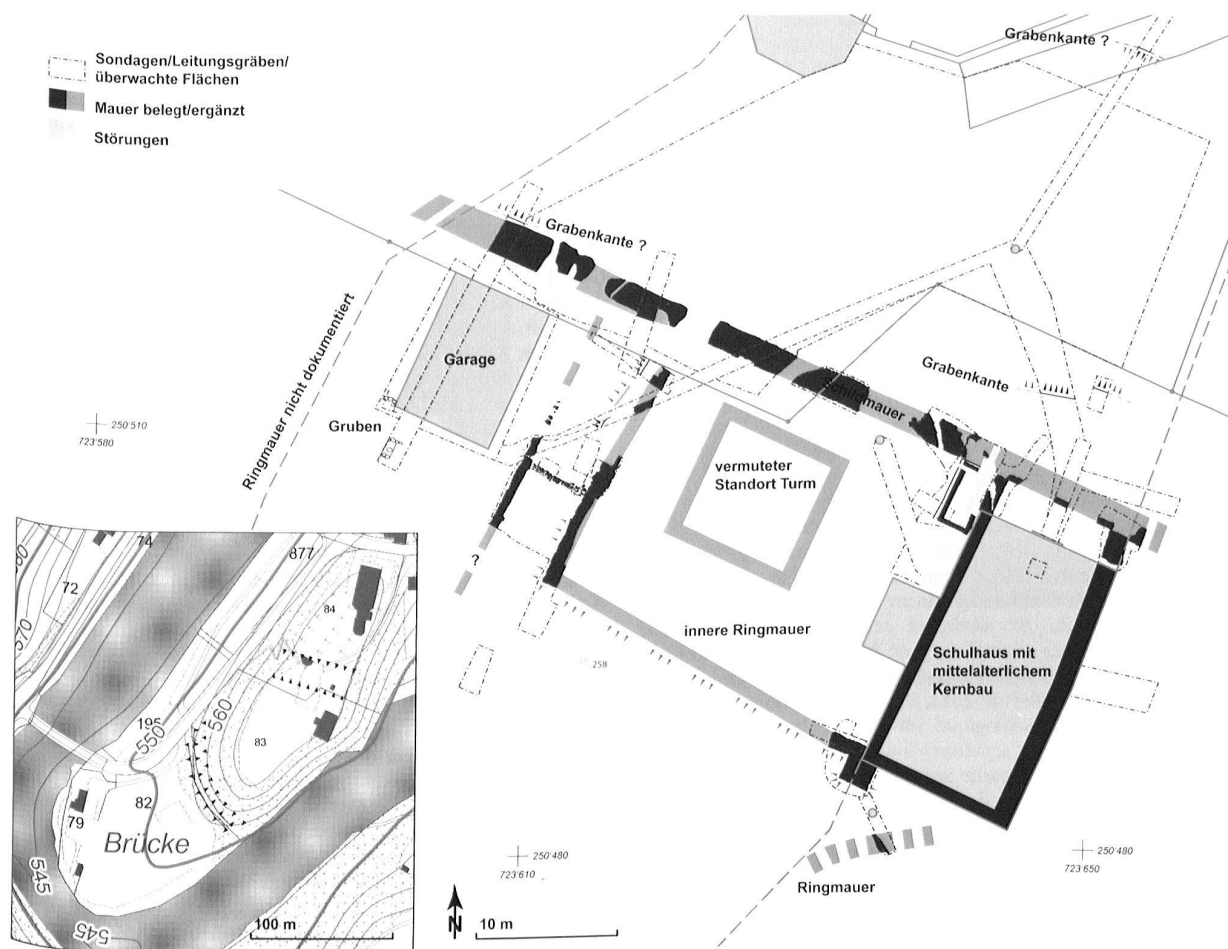 Sondagen/Leitungsgräben/
überwachte Flächen
Mauer belegt/ergänzt
Störungen
Grabenkante ?
Grabenkante ?
Ringmauer nicht dokumentiert
Garage
Gruben
250'510
723'580
Schildmauer
Grabenkante
vermuteter
Standort Turm
?
innere Ringmauer
258
Schulhaus mit
mittelalterlichem
Kernbau
Ringmauer
250'480
723'610
250'480
723'650
N
10 m
74
877
72
570
84
195
550
560
83
82
79
Brücke
545
545
100 m